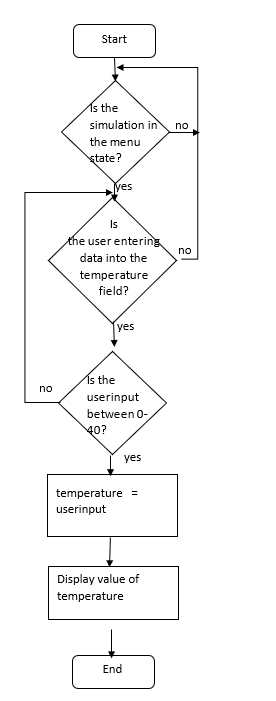 Start
Is the
simulation in
the menu
state?
no
yes
Is
the user entering
data into the
temperature
field?
no
yes
Is the
userinput
between 0-
40?
no
yes
temperature =
userinput
Display value of
temperature
End